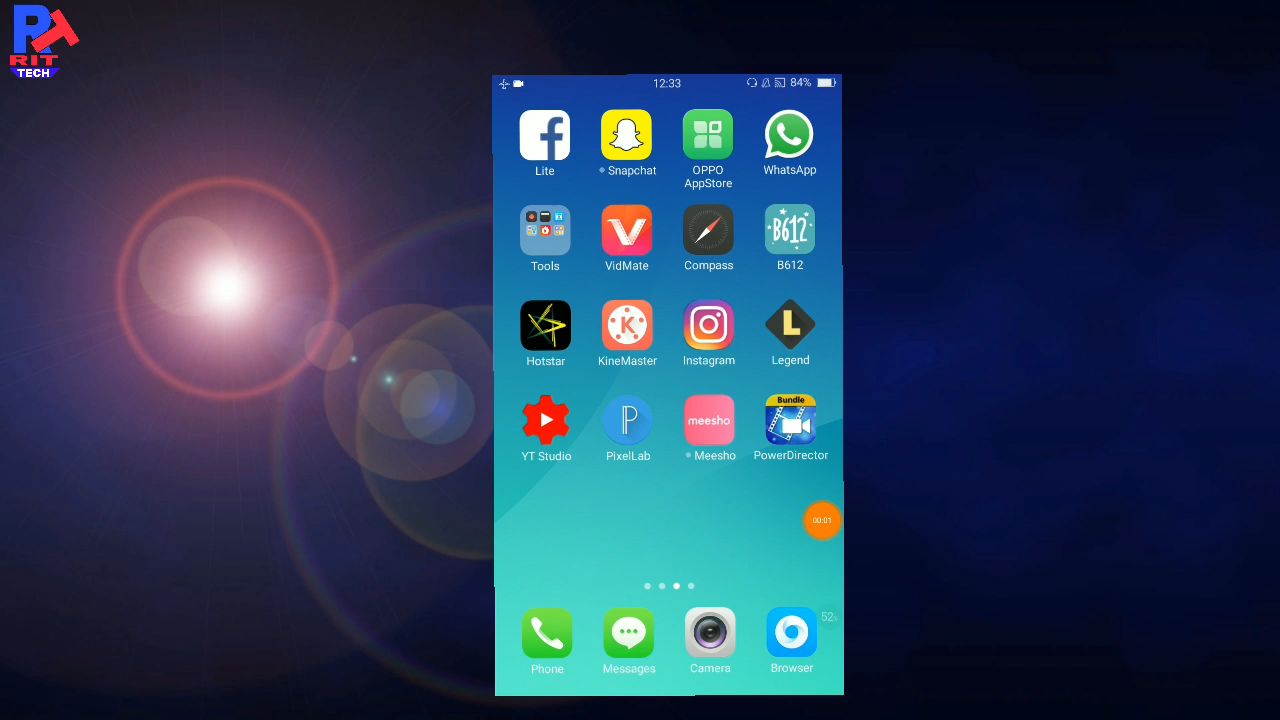 RIT
TECH
12:33
84%
Lite
Snapchat
OPPO
AppStore
WhatsApp
Tools
VidMate
Compass
B612
B612
Hotstar
K
KineMaster
Instagram
L
Legend
YT Studio
P
PixelLab
meesho
Meesho
Bundle
PowerDirector
00:01
52%
Phone
Messages
Camera
Browser